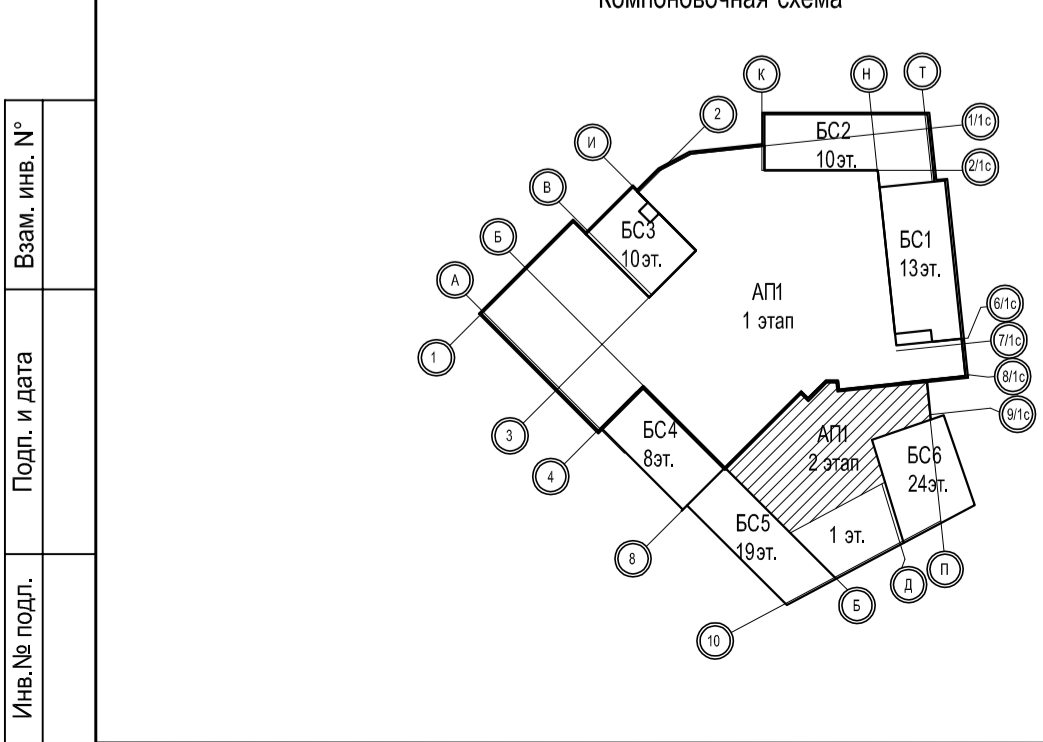 Компоновочная схема
К
Н
Т
2
И
В
Б
А
1
3
4
8
10
1/1с
2/1с
6/1с
7/1с
8/1с
9/1с
П
Д
Б
БС2
10эт.
БС3
10эт.
БС1
13эт.
АП1
1 этап
АП1
2 этап
БС4
8эт.
БС5
19эт.
БС6
24эт.
1 эт.
Взам. инв. N°
Подп. и дата
Инв.№ подл.